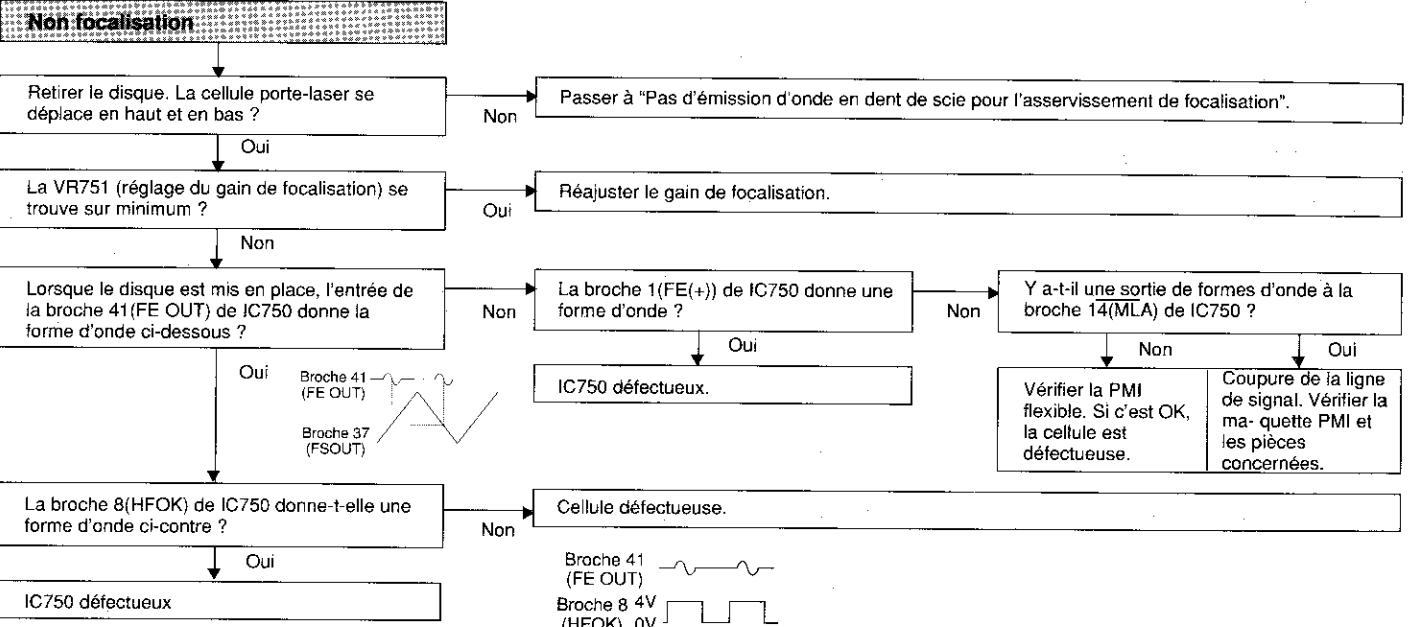 Non focalisation
Retirer le disque. La cellule porte-laser se
déplace en haut et en bas ?
Non
Passer à "Pas d'émission d'onde en dent de scie pour l'asservissement de focalisation".
Oui
La VR751 (réglage du gain de focalisation) se
trouve sur minimum ?
Oui
Réajuster le gain de focalisation.
Non
Lorsque le disque est mis en place, l'entrée de
la broche 41(FE OUT) de IC750 donne la
forme d'onde ci-dessous ?
Non
La broche 1(FE(+)) de IC750 donne une
forme d'onde ?
Non
Y a-t-il une sortie de formes d'onde à la
broche 14(MLA) de IC750 ?
Oui
IC750 défectueux.
Non
Oui
Vérifier la PMI
flexible. Si c'est OK,
la cellule est
défectueuse.
Coupure de la ligne
de signal. Vérifier la
ma- quette PMI et
les pièces
concernées.
Oui
Broche 41
(FE OUT)
Broche 37
(FSOUT)
La broche 8(HFOK) de IC750 donne-t-elle une
forme d'onde ci-contre ?
Non
Cellule défectueuse.
Oui
IC750 défectueux
Broche 41
(FE OUT)
Broche 8 4V
(HFOK) 0V